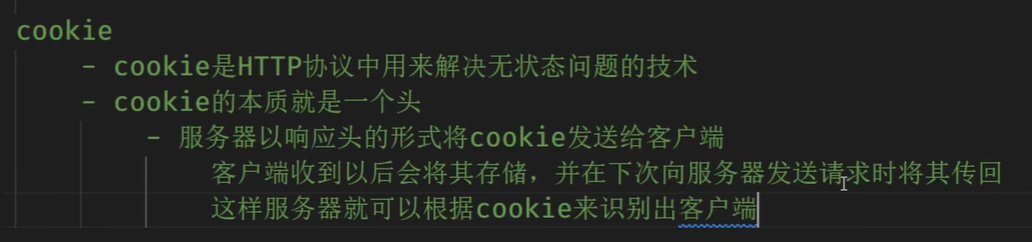 cookie
- cookie是HTTP协议中用来解决无状态问题的技术
- cookie的本质就是一个头
- 服务器以响应头的形式将cookie发送给客户端
客户端收到以后会将其存储，并在下次向服务器发送请求时将其传回
这样服务器就可以根据cookie来识别出客户端